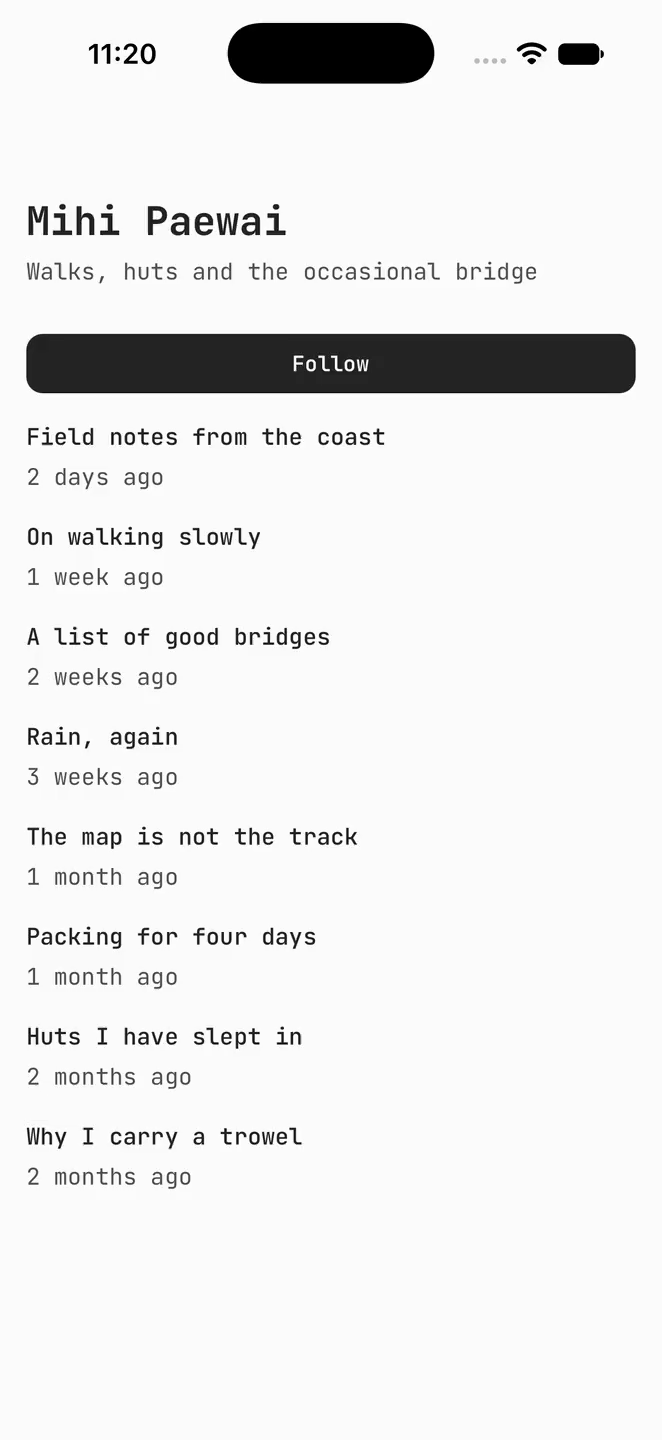 11:20
Mihi Paewai
Walks, huts and the occasional bridge
Follow
Field notes from the coast
2 days ago
On walking slowly
1 week ago
A list of good bridges
2 weeks ago
Rain, again
3 weeks ago
The map is not the track
1 month ago
Packing for four days
1 month ago
Huts I have slept in
2 months ago
Why I carry a trowel
2 months ago